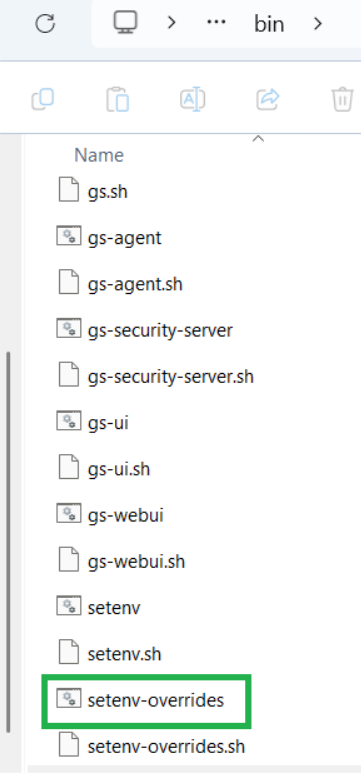 bin
Name
gs.sh
gs-agent
gs-agent.sh
gs-security-server
gs-security-server.sh
gs-ui
gs-ui.sh
gs-webui
gs-webui.sh
setenv
setenv.sh
setenv-overrides
setenv-overrides.sh